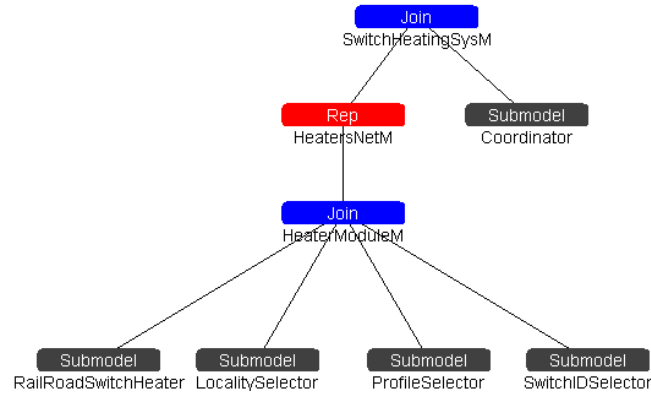 Join
SwitchHeatingSysM
Rep
HeatersNetM
Submodel
Coordinator
Join
HeaterModuleM
Submodel
RailRoadSwitchHeater
Submodel
LocalitySelector
Submodel
ProfileSelector
Submodel
SwitchIDSelector